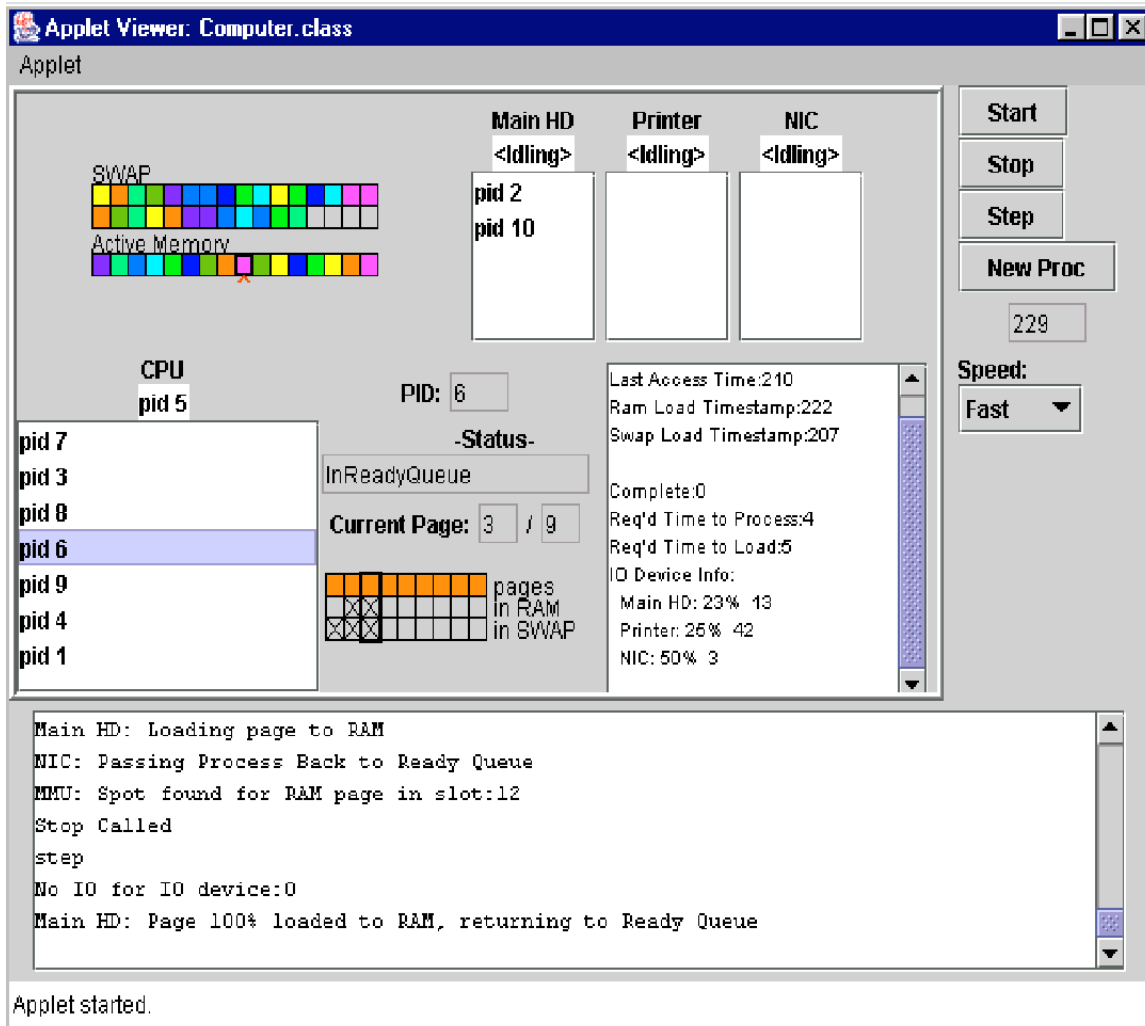 Applet Viewer: Computer.class
Applet
Main HD Printer NIC
<Idling> <Idling> <Idling>
SWAP
Active Memory
pid 2
pid 10
Start
Stop
Step
New Proc
229
Speed:
Fast
CPU
pid 5
pid 7
pid 3
pid 8
pid 6
pid 9
pid 4
pid 1
PID: 6
-Status-
InReadyQueue
Current Page: 3 / 9
pages
in RAM
in SWAP
Last Access Time:210
Ram Load Timestamp:222
Swap Load Timestamp:207
Complete:0
Req'd Time to Process:4
Req'd Time to Load:5
IO Device Info:
Main HD: 23% 13
Printer: 25% 42
NIC: 50% 3
Main HD: Loading page to RAM
NIC: Passing Process Back to Ready Queue
MMU: Spot found for RAM page in slot:12
Stop Called
step
No IO for IO device:0
Main HD: Page 100% loaded to RAM, returning to Ready Queue
Applet started.